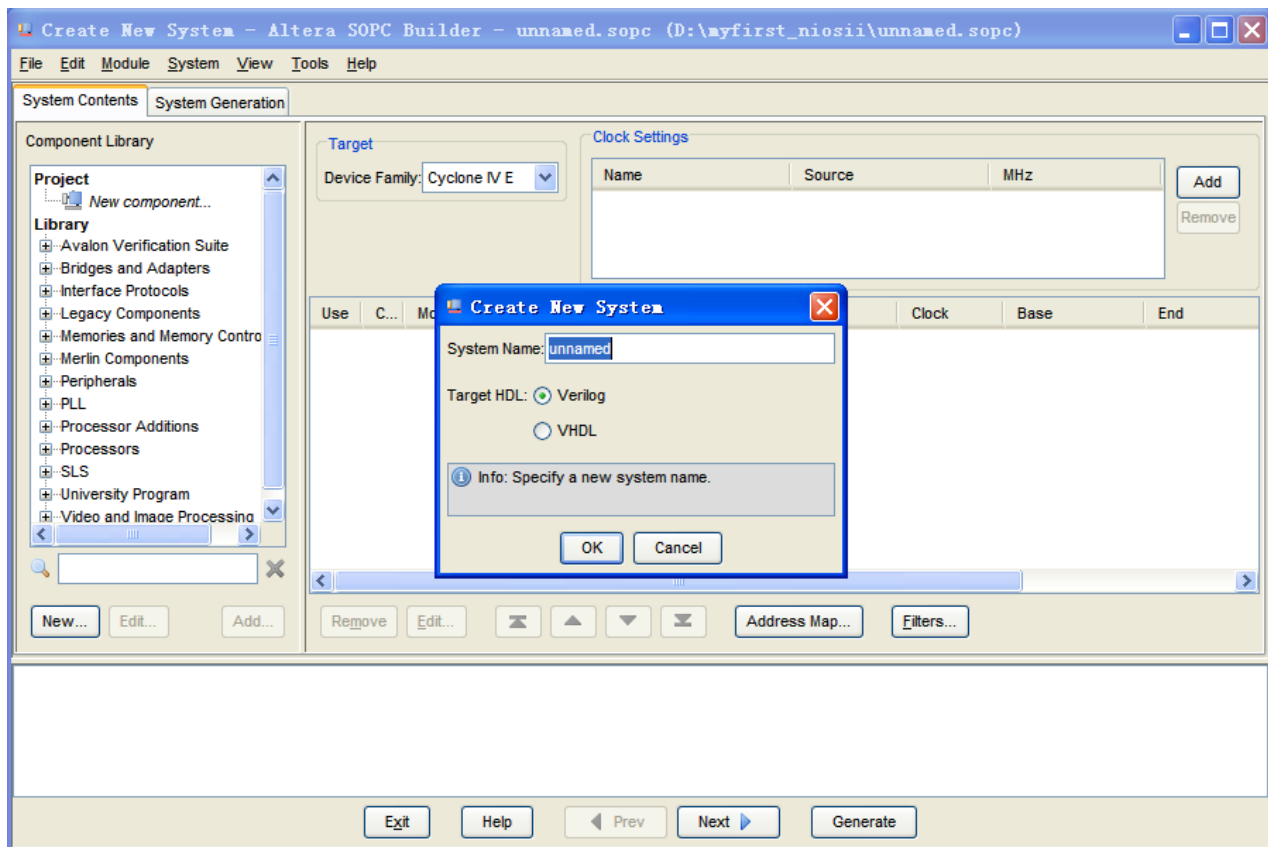 Create New System - Altera SOPC Builder - unnamed.sopc (D:\myfirst_niosii\unnamed.sopc)
File Edit Module System View Tools Help
System Contents System Generation
Component Library
Project
New component...
Library
Avalon Verification Suite
Bridges and Adapters
Interface Protocols
Legacy Components
Memories and Memory Contro
Merlin Components
Peripherals
PLL
Processor Additions
Processors
SLS
University Program
Video and Image Processing
New... Edit... Add...
Target
Device Family: Cyclone IV E
Clock Settings
Name Source MHz
Add
Remove
Use C... Mo Clock Base End
Create New System
System Name: unnamed
Target HDL: Verilog
VHDL
Info: Specify a new system name.
OK Cancel
Remove Edit... Address Map... Filters...
Exit Help Prev Next Generate